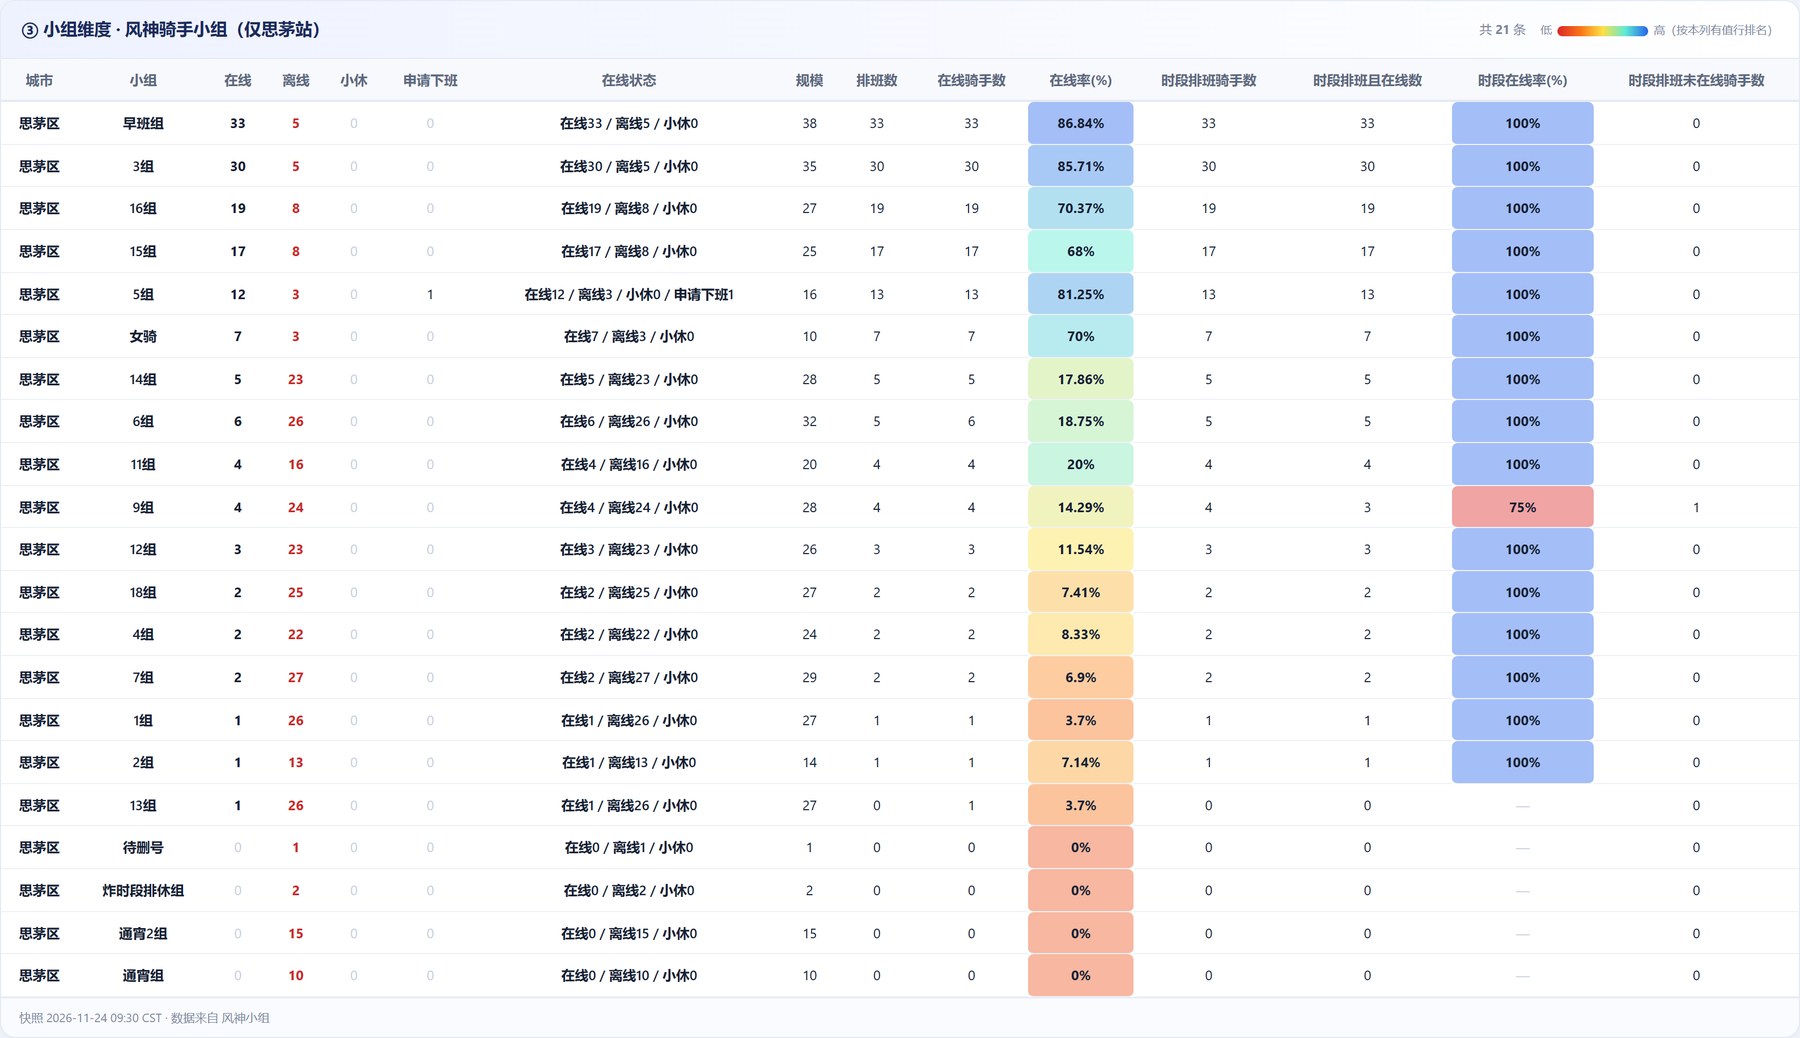 ③ 小组维度 · 风神骑手小组（仅思茅站）
共 21 条 低 高 (按本列有值行排名)
城市 小组 在线 离线 小休 申请下班 在线状态 规模 排班数 在线骑手数 在线率(%) 时段排班骑手数 时段排班且在线数 时段在线率(%) 时段排班未在线骑手数
思茅区 早班组 33 5 0 0 在线33 / 离线5 / 小休0 38 33 33 86.84% 33 33 100% 0
思茅区 3组 30 5 0 0 在线30 / 离线5 / 小休0 35 30 30 85.71% 30 30 100% 0
思茅区 16组 19 8 0 0 在线19 / 离线8 / 小休0 27 19 19 70.37% 19 19 100% 0
思茅区 15组 17 8 0 0 在线17 / 离线8 / 小休0 25 17 17 68% 17 17 100% 0
思茅区 5组 12 3 0 1 在线12 / 离线3 / 小休0 / 申请下班1 16 13 13 81.25% 13 13 100% 0
思茅区 女骑 7 3 0 0 在线7 / 离线3 / 小休0 10 7 7 70% 7 7 100% 0
思茅区 14组 5 23 0 0 在线5 / 离线23 / 小休0 28 5 5 17.86% 5 5 100% 0
思茅区 6组 6 26 0 0 在线6 / 离线26 / 小休0 32 5 6 18.75% 5 5 100% 0
思茅区 11组 4 16 0 0 在线4 / 离线16 / 小休0 20 4 4 20% 4 4 100% 0
思茅区 9组 4 24 0 0 在线4 / 离线24 / 小休0 28 4 4 14.29% 4 3 75% 1
思茅区 12组 3 23 0 0 在线3 / 离线23 / 小休0 26 3 3 11.54% 3 3 100% 0
思茅区 18组 2 25 0 0 在线2 / 离线25 / 小休0 27 2 2 7.41% 2 2 100% 0
思茅区 4组 2 22 0 0 在线2 / 离线22 / 小休0 24 2 2 8.33% 2 2 100% 0
思茅区 7组 2 27 0 0 在线2 / 离线27 / 小休0 29 2 2 6.9% 2 2 100% 0
思茅区 1组 1 26 0 0 在线1 / 离线26 / 小休0 27 1 1 3.7% 1 1 100% 0
思茅区 2组 1 13 0 0 在线1 / 离线13 / 小休0 14 1 1 7.14% 1 1 100% 0
思茅区 13组 1 26 0 0 在线1 / 离线26 / 小休0 27 0 1 3.7% 0 0 — 0
思茅区 待删号 0 1 0 0 在线0 / 离线1 / 小休0 1 0 0 0% 0 0 — 0
思茅区 炸时段排休组 0 2 0 0 在线0 / 离线2 / 小休0 2 0 0 0% 0 0 — 0
思茅区 通宵2组 0 15 0 0 在线0 / 离线15 / 小休0 15 0 0 0% 0 0 — 0
思茅区 通宵组 0 10 0 0 在线0 / 离线10 / 小休0 10 0 0 0% 0 0 — 0
快照 2026-11-24 09:30 CST · 数据来自 风神小组